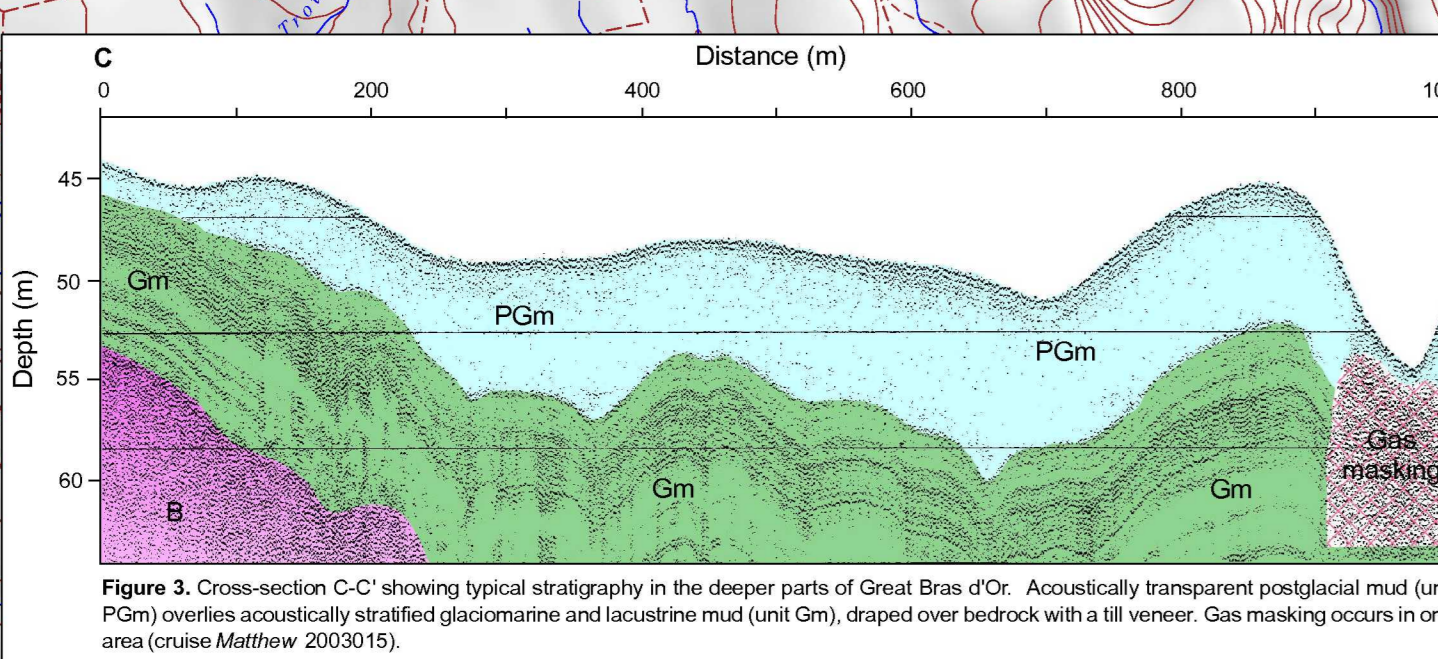 Trov
C
Distance (m)
0 200 400 600 800
Depth (m)
45
50
55
60
Gm
PGm
PGm
B
Gm
Gm
Gas
masking
Figure 3. Cross-section C-C' showing typical stratigraphy in the deeper parts of Great Bras d'Or. Acoustically transparent postglacial mud
PGm) overlies acoustically stratified glaciomarine and lacustrine mud (unit Gm), draped over bedrock with a till veneer. Gas masking occurs in
area (cruise Matthew 2003015).